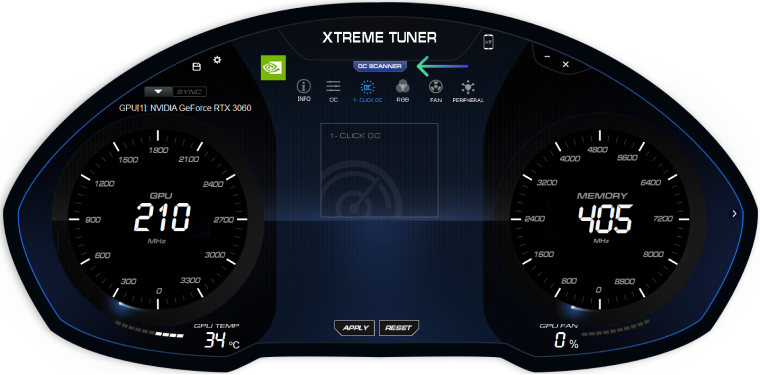 XTREME TUNER
OC SCANNER
SYNC
GPU[1]: NVIDIA GeForce RTX 3060
INFO
OC
1- CLICK OC
RGB
FAN
PERIPHERAL
1- CLICK OC
1800
1500
2100
1200
2400
GPU
900
210
2700
MHz
600
3000
300
3300
0
GPU TEMP
34 °C
4800
4000
5600
3200
6400
MEMORY
2400
405
7200
MHz
1600
8000
800
8800
0
GPU FAN
0 %
APPLY
RESET